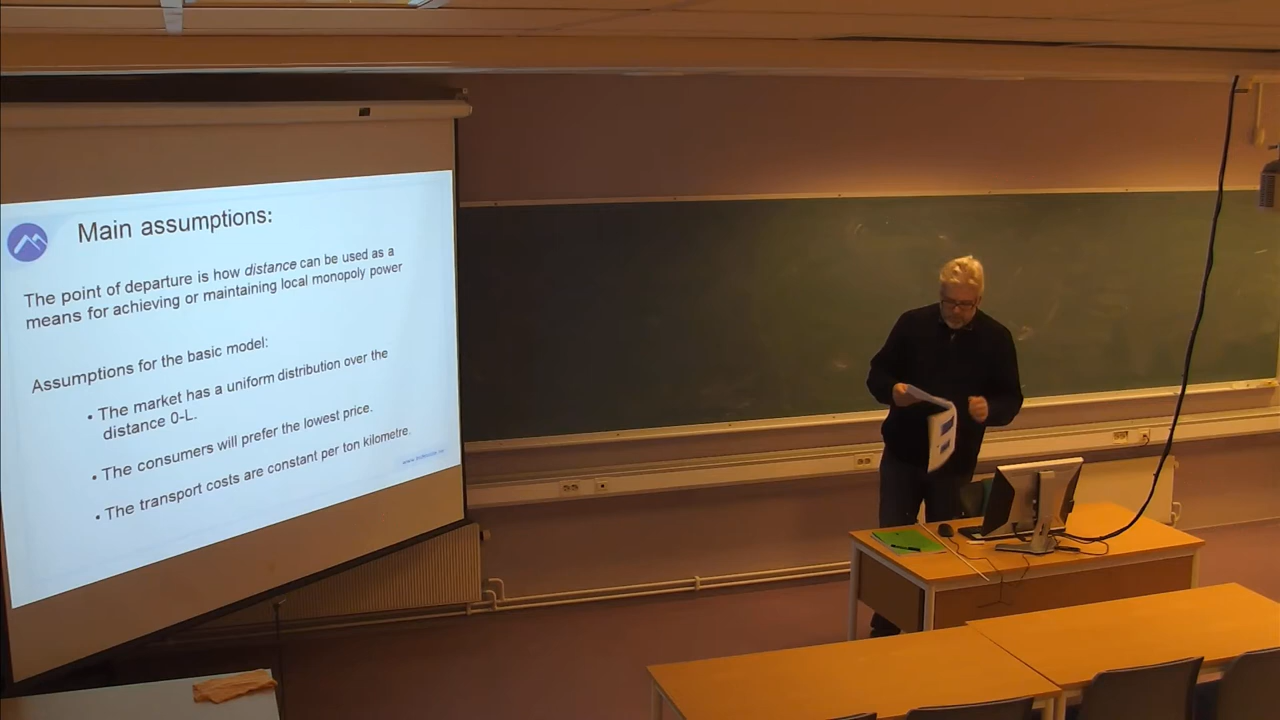 Main assumptions:
The point of departure is how distance can be used as a
means for achieving or maintaining local monopoly power
Assumptions for the basic model:
• The market has a uniform distribution over the
distance 0-L.
• The consumers will prefer the lowest price.
• The transport costs are constant per ton kilometre.